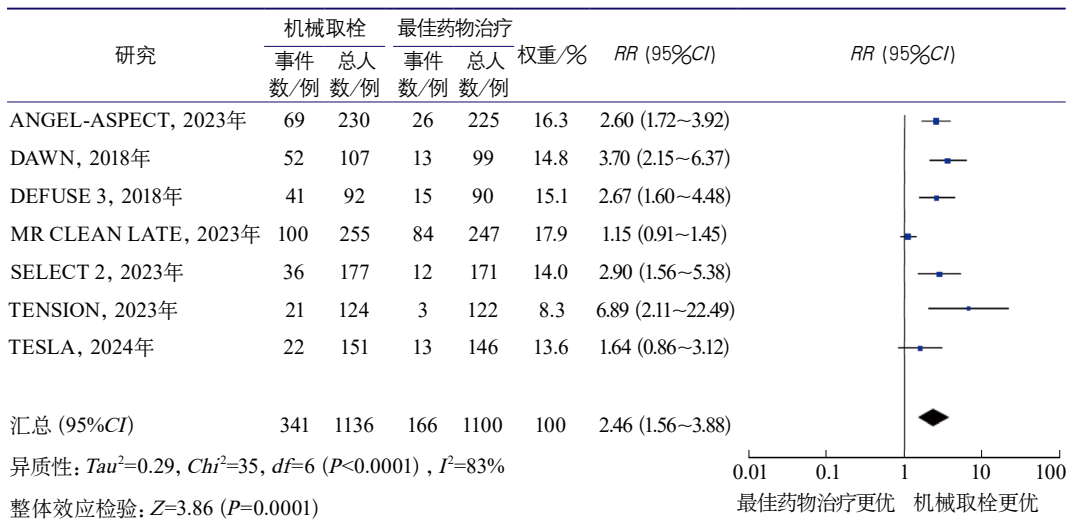 研究 机械取栓 最佳药物治疗 权重/% RR (95%CI) RR (95%CI)
事件数/例 总人数/例 事件数/例 总人数/例
ANGEL-ASPECT, 2023年 69 230 26 225 16.3 2.60 (1.72~3.92)
DAWN, 2018年 52 107 13 99 14.8 3.70 (2.15~6.37)
DEFUSE 3, 2018年 41 92 15 90 15.1 2.67 (1.60~4.48)
MR CLEAN LATE, 2023年 100 255 84 247 17.9 1.15 (0.91~1.45)
SELECT 2, 2023年 36 177 12 171 14.0 2.90 (1.56~5.38)
TENSION, 2023年 21 124 3 122 8.3 6.89 (2.11~22.49)
TESLA, 2024年 22 151 13 146 13.6 1.64 (0.86~3.12)
汇总 (95%CI) 341 1136 166 1100 100 2.46 (1.56~3.88)
异质性: Tau²=0.29, Chi²=35, df=6 (P<0.0001) , I²=83%
整体效应检验: Z=3.86 (P=0.0001)
0.01 0.1 1 10 100
最佳药物治疗更优 机械取栓更优